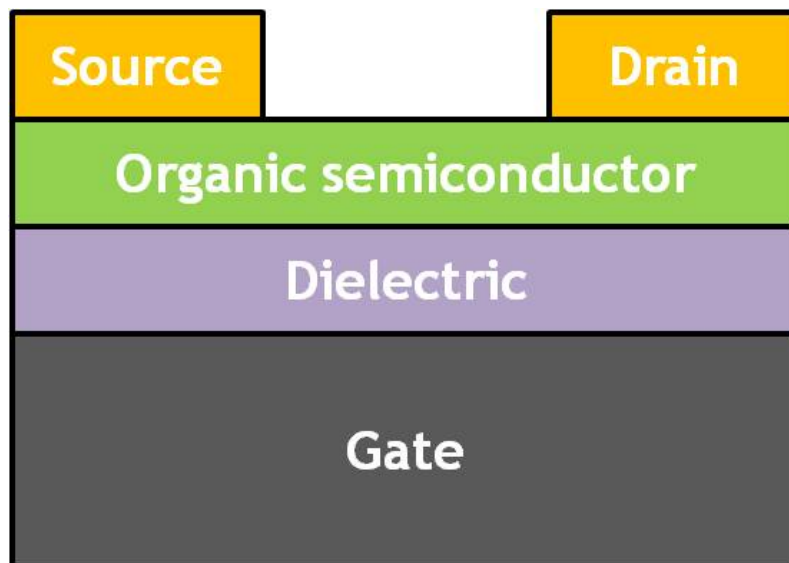 Source
Drain
Organic semiconductor
Dielectric
Gate